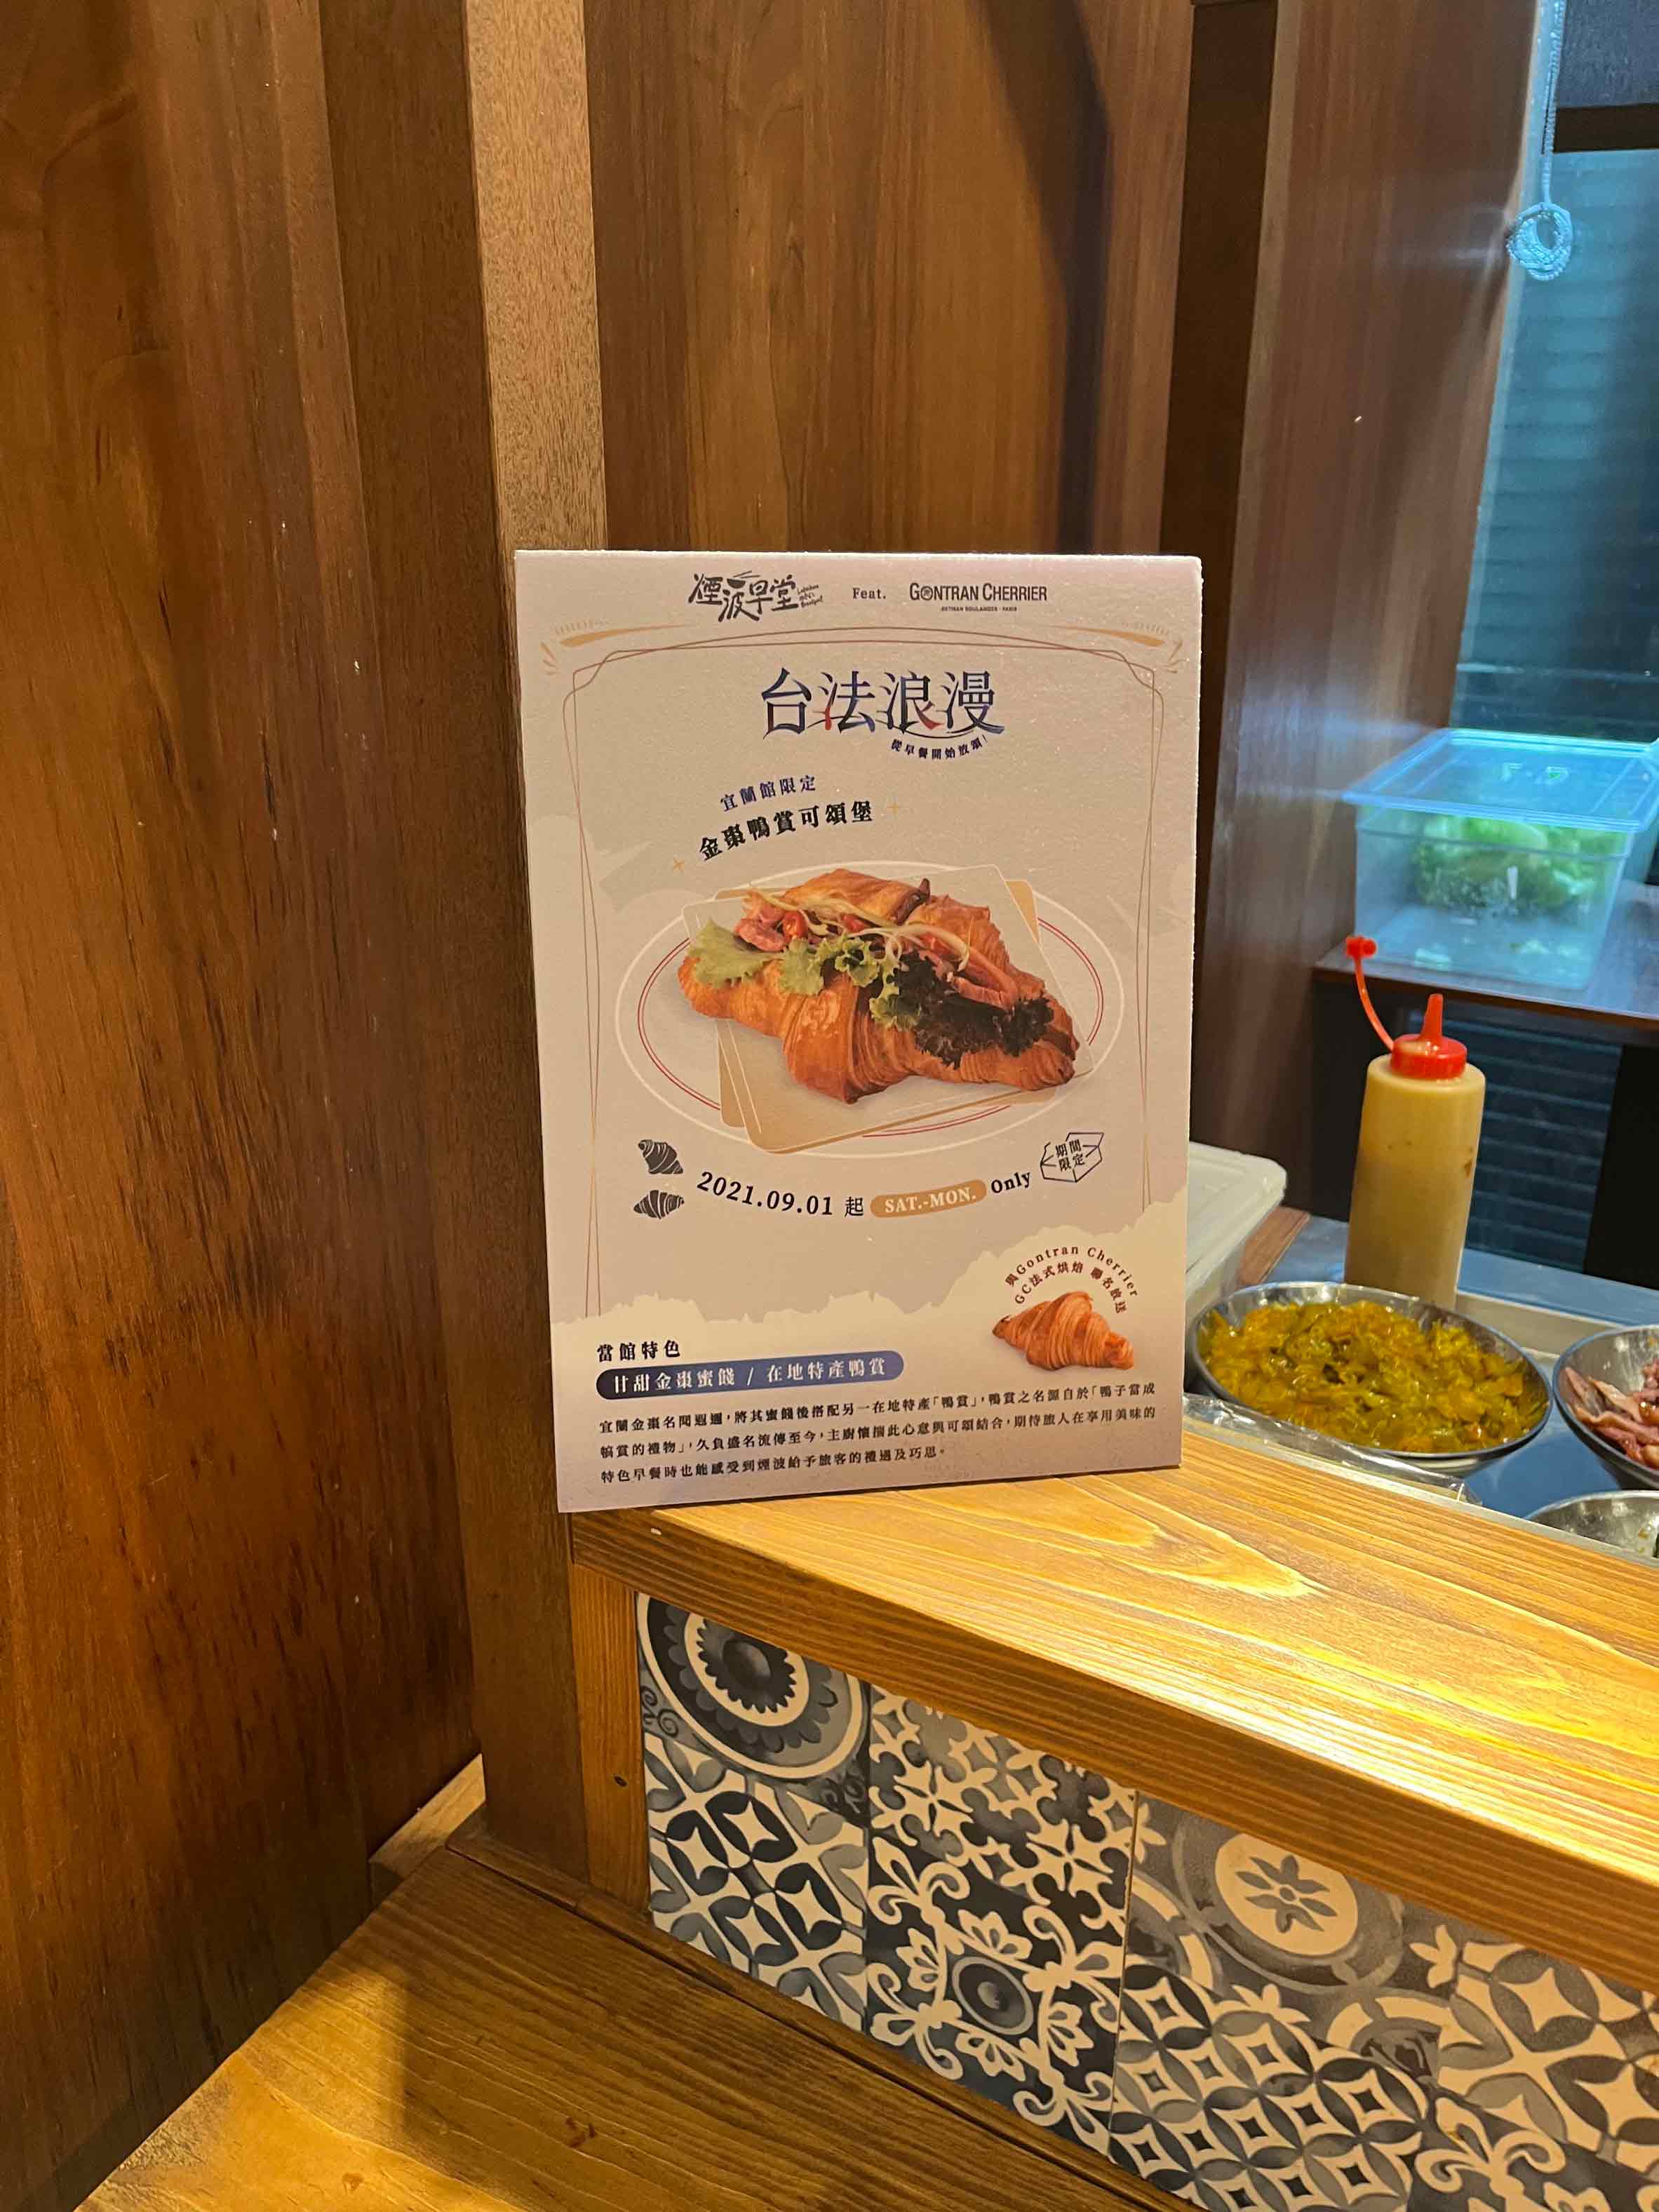 煙波早堂 Feat. GONTRAN CHERRIER
ARTISAN BOULANGER · PARIS
台法浪漫
從早餐開始放頌!
宜蘭館限定
金棗鴨賞可頌堡
2021.09.01 起 SAT.-MON. Only
期間
限定
與Gontran Cherrier
GC法式烘焙 聯名放送
當館特色
甘甜金棗蜜餞 / 在地特產鴨賞
宜蘭金棗名聞遐邇,將其蜜餞後搭配另一在地特產「鴨賞」,鴨賞之名源自於「鴨子當成
犒賞的禮物」,久負盛名流傳至今,主廚懷揣此心意與可頌結合,期待旅人在享用美味的
特色早餐時也能感受到煙波給予旅客的禮遇及巧思。